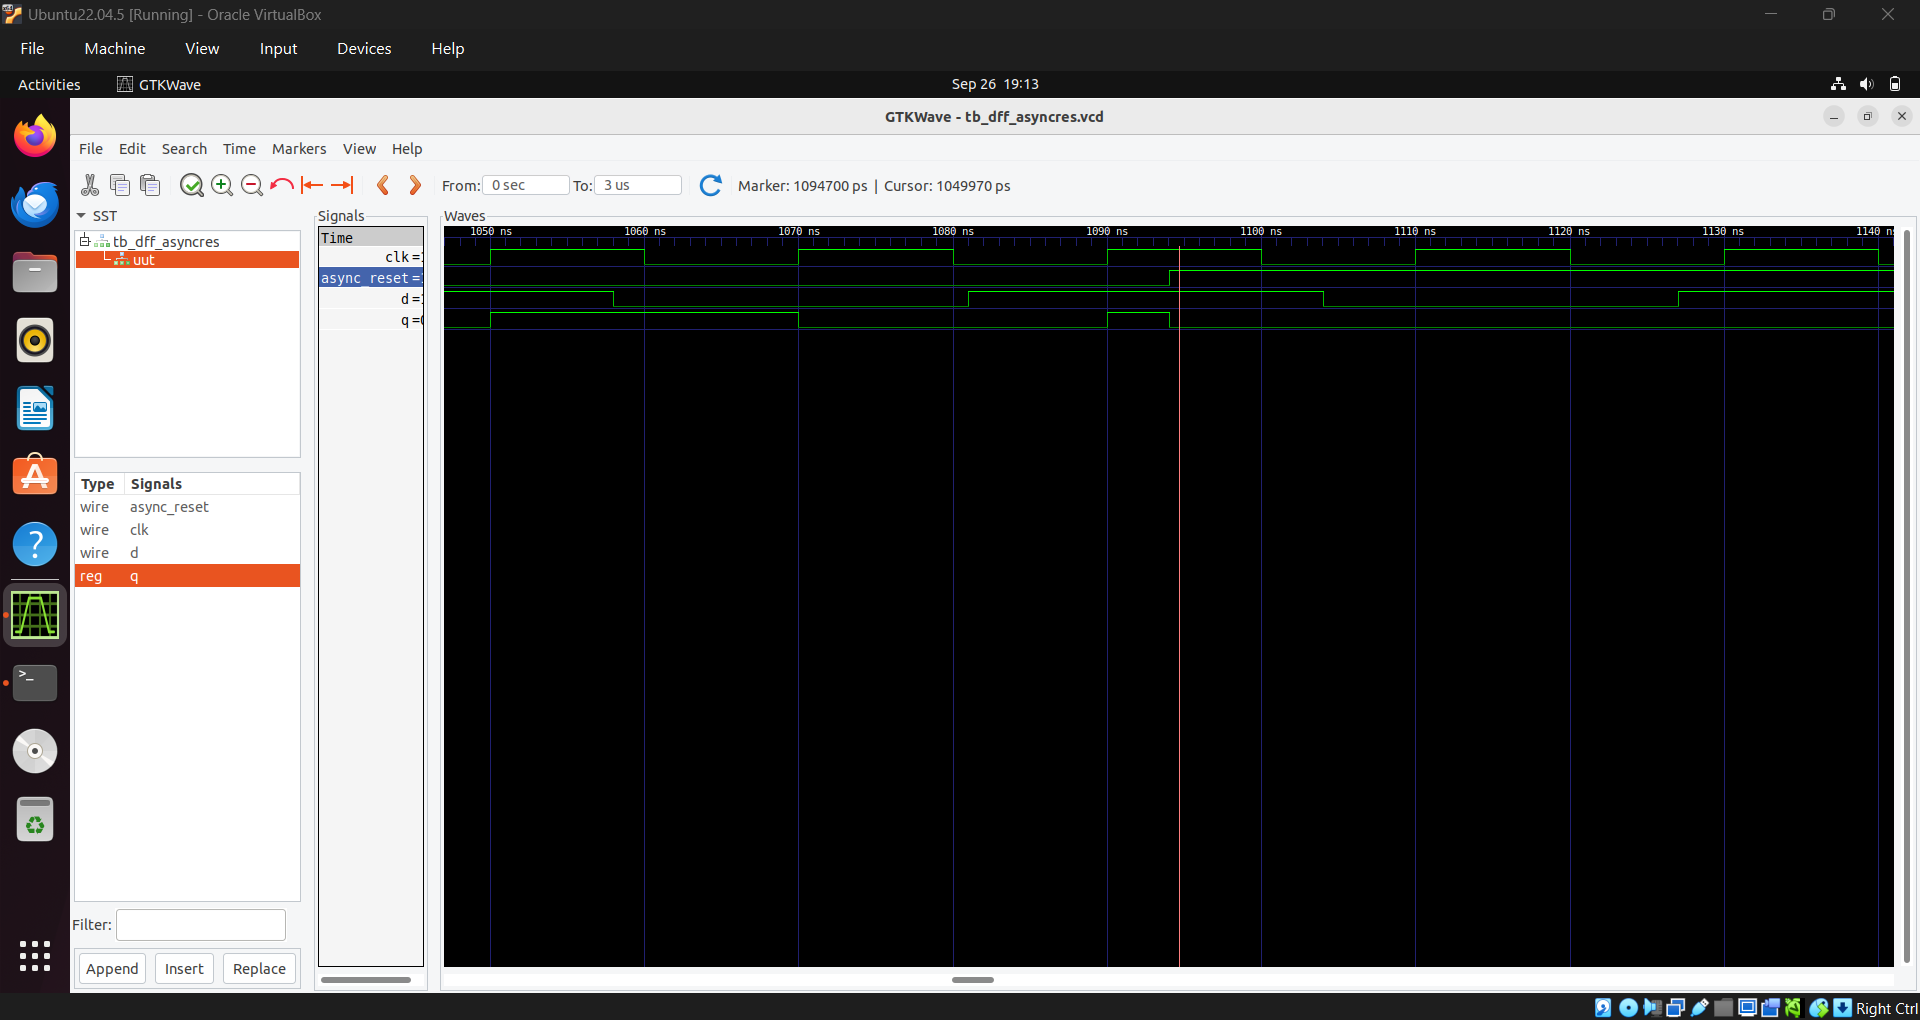 Ubuntu22.04.5 [Running] - Oracle VirtualBox
File Machine View Input Devices Help
Activities GTKWave Sep 26 19:13
GTKWave - tb_dff_asyncres.vcd
File Edit Search Time Markers View Help
From: 0 sec To: 3 us Marker: 1094700 ps | Cursor: 1049970 ps
SST
tb_dff_asyncres
uut
Type Signals
wire async_reset
wire clk
wire d
reg q
Filter:
Append Insert Replace
Signals
Time
clk=
async_reset=
d=
q=
Waves
1050 ns 1060 ns 1070 ns 1080 ns 1090 ns 1100 ns 1110 ns 1120 ns 1130 ns 1140 ns
Right Ctrl